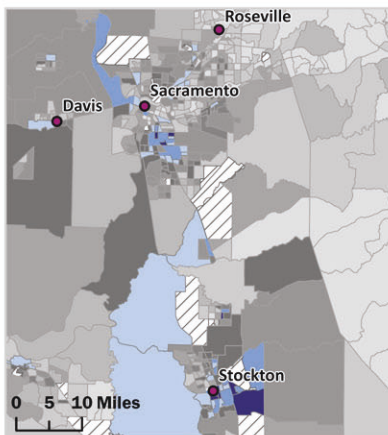 Roseville
Sacramento
Davis
Stockton
0 5 10 Miles